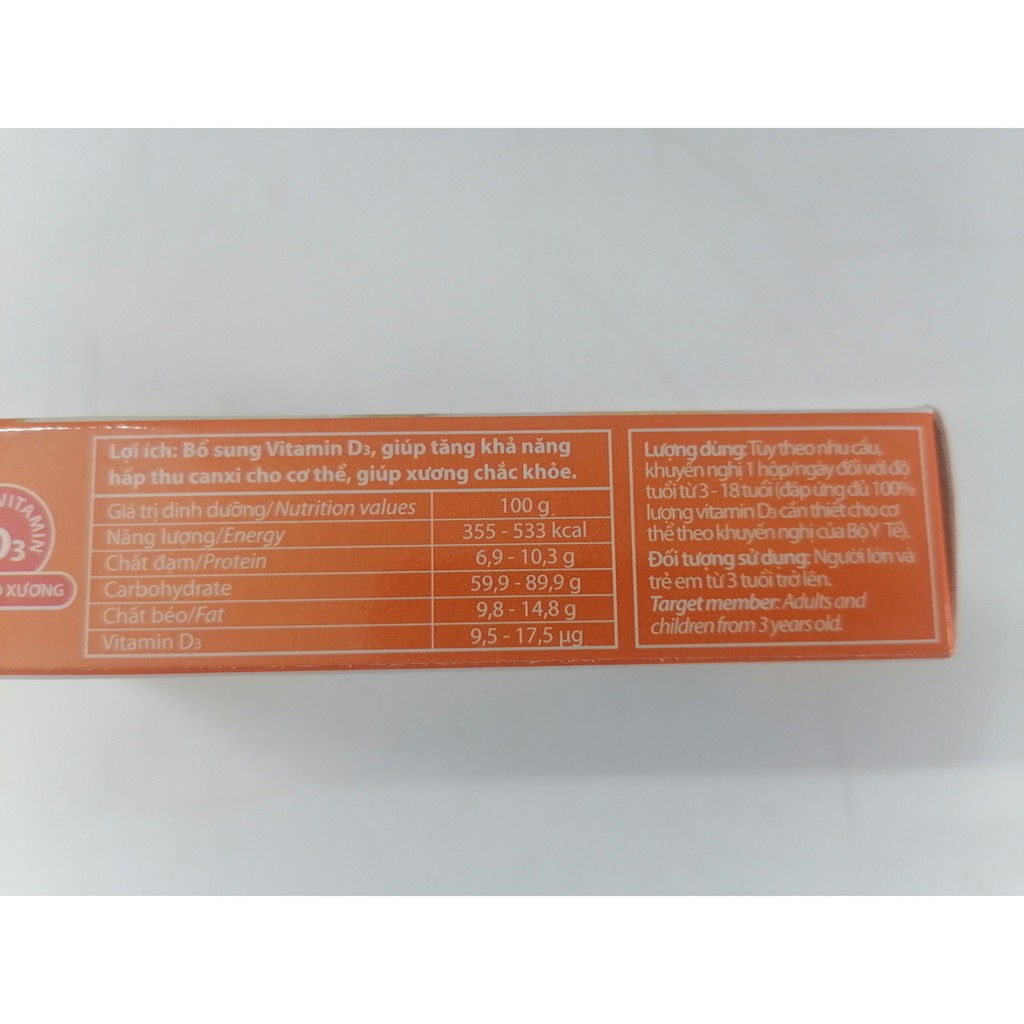 VITAMIN
D3
XƯƠNG
Lợi ích: Bổ sung Vitamin D3, giúp tăng khả năng
hấp thu canxi cho cơ thể, giúp xương chắc khỏe.
Giá trị dinh dưỡng/Nutrition values 100 g
Năng lượng/Energy 355 - 533 kcal
Chất đạm/Protein 6,9 - 10,3 g
Carbohydrate 59,9 - 89,9 g
Chất béo/Fat 9,8 - 14,8 g
Vitamin D3 9,5 - 17,5 µg
Lượng dùng: Tùy theo nhu cầu,
khuyến nghị 1 hộp/ngày đối với độ
tuổi từ 3 - 18 tuổi (đáp ứng đủ 100%
lượng vitamin D3 cần thiết cho cơ
thể theo khuyến nghị của Bộ Y Tế).
Đối tượng sử dụng: Người lớn và
trẻ em từ 3 tuổi trở lên.
Target member: Adults and
children from 3 years old.